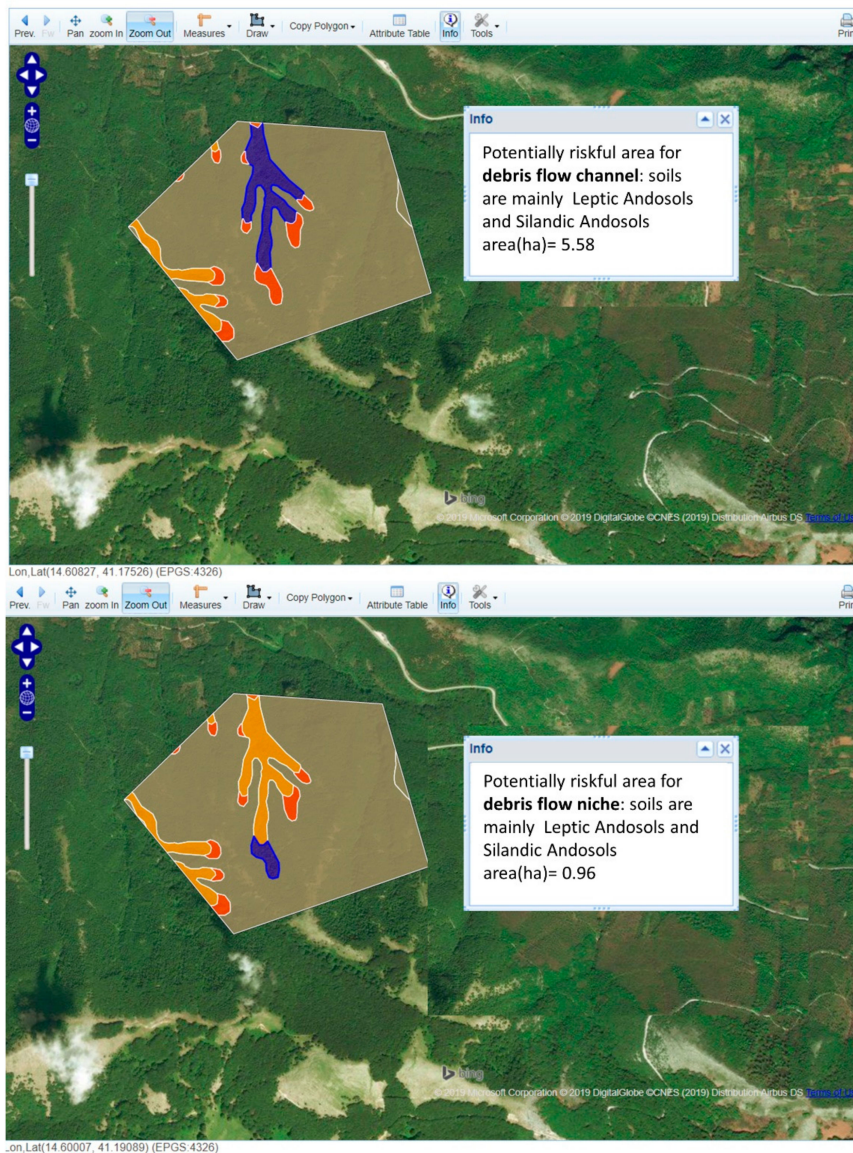 Prev. Fw Pan zoom In Zoom Out Measures Draw Copy Polygon Attribute Table Info Tools
Info
Potentially riskful area for
debris flow channel: soils
are mainly Leptic Andosols
and Silandic Andosols
area(ha)= 5.58
bing
© 2019 Microsoft Corporation © 2019 DigitalGlobe ©CNES (2019) Distribution Airbus DS
Lon,Lat(14.60827, 41.17526) (EPGS:4326)
Prev. Fw Pan zoom In Zoom Out Measures Draw Copy Polygon Attribute Table Info Tools
Info
Potentially riskful area for
debris flow niche: soils are
mainly Leptic Andosols and
Silandic Andosols
area(ha)= 0.96
bing
© 2019 Microsoft Corporation © 2019 DigitalGlobe ©CNES (2019) Distribution Airbus DS
Lon,Lat(14.60007, 41.19089) (EPGS:4326)